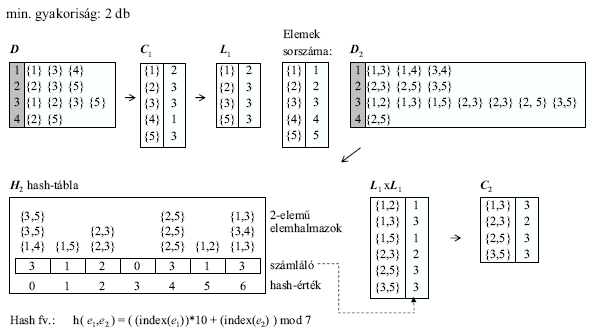 min. gyakoriság: 2 db
D
1 {1} {3} {4}
2 {2} {3} {5}
3 {1} {2} {3} {5}
4 {2} {5}
C1
{1} 2
{2} 3
{3} 3
{4} 1
{5} 3
L1
{1} 2
{2} 3
{3} 3
{5} 3
Elemek
sorszáma:
{1} 1
{2} 2
{3} 3
{4} 4
{5} 5
D2
1 {1,3} {1,4} {3,4}
2 {2,3} {2,5} {3,5}
3 {1,2} {1,3} {1,5} {2,3} {2,3} {2, 5} {3,5}
4 {2,5}
H2 hash-tábla
{3,5} {2,5} {1,3}
{3,5} {2,3} {2,5} {3,4}
{1,4} {1,5} {2,3} {2,5} {1,2} {1,3}
2-elemű
elemhalmazok
3 1 2 0 3 1 3 számláló
0 1 2 3 4 5 6 hash-érték
Hash fv.: h( e1,e2 ) = ( (index(e1))*10 + (index(e2) ) mod 7
L1 xL1
{1,2} 1
{1,3} 3
{1,5} 1
{2,3} 2
{2,5} 3
{3,5} 3
C2
{1,3} 3
{2,3} 2
{2,5} 3
{3,5} 3